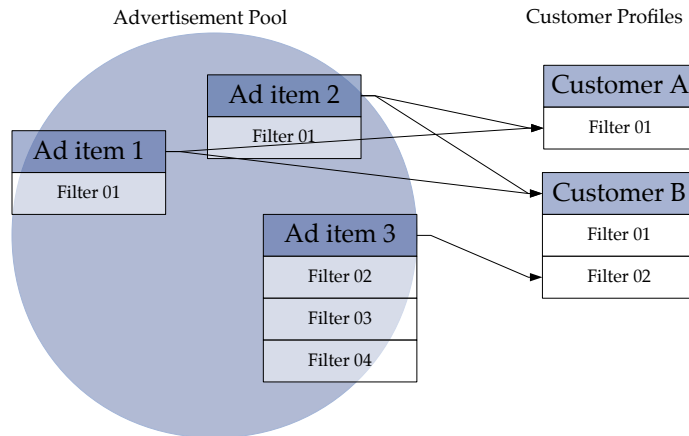 Advertisement Pool
Customer Profiles
Ad item 2
Filter 01
Ad item 1
Filter 01
Ad item 3
Filter 02
Filter 03
Filter 04
Customer A
Filter 01
Customer B
Filter 01
Filter 02